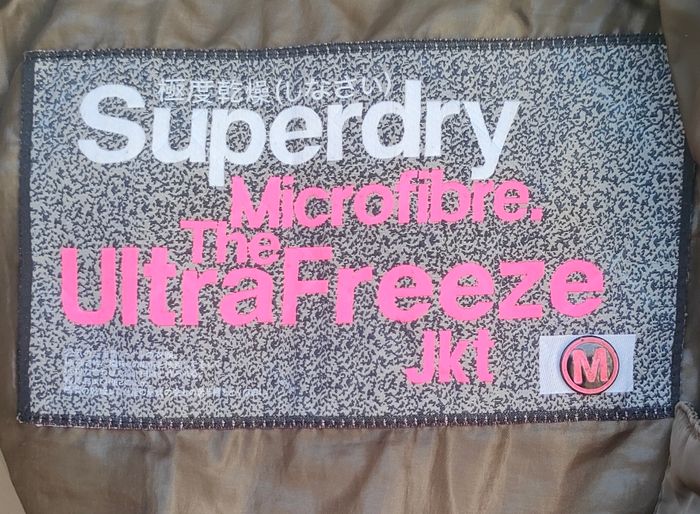 極度乾燥(しなさい)
Superdry
Microfibre.
The
UltraFreeze
Jkt
M